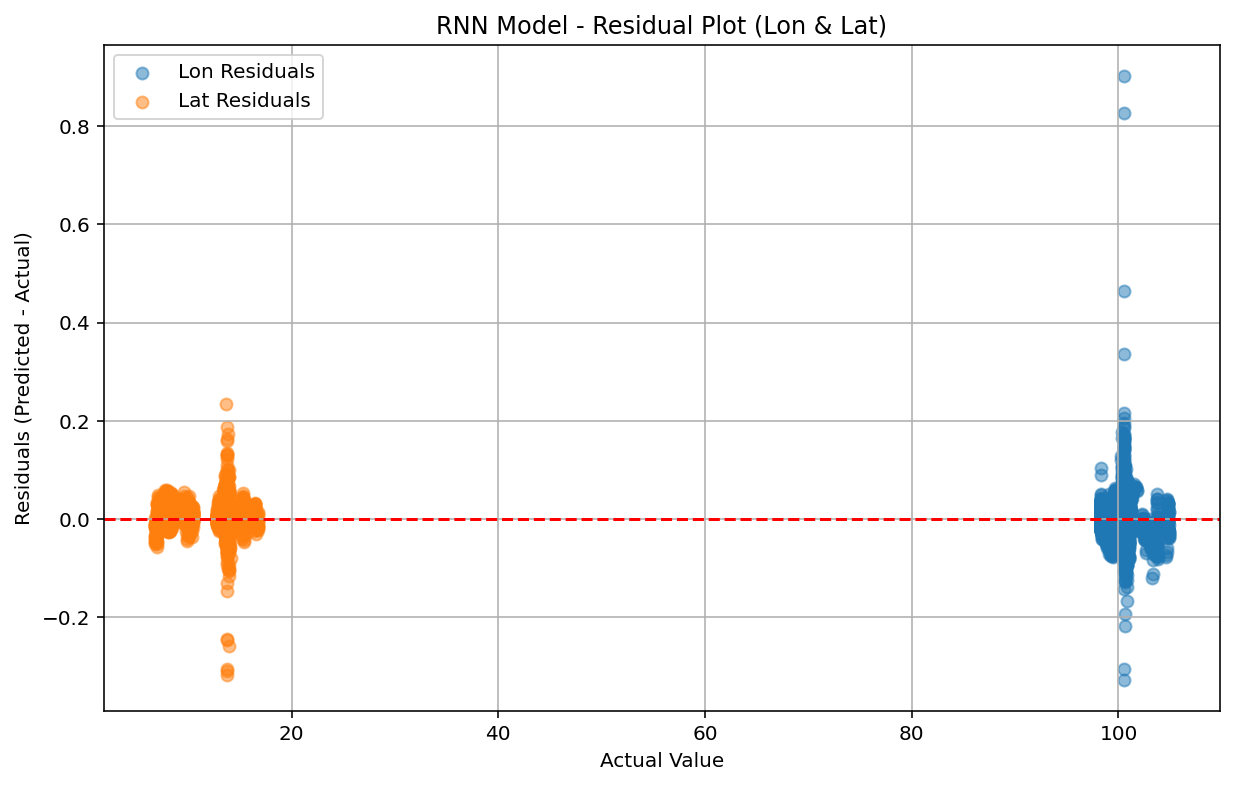 RNN Model - Residual Plot (Lon & Lat)
Lon Residuals
Lat Residuals
Residuals (Predicted - Actual)
0.8
0.6
0.4
0.2
0.0
−0.2
20 40 60 80 100
Actual Value